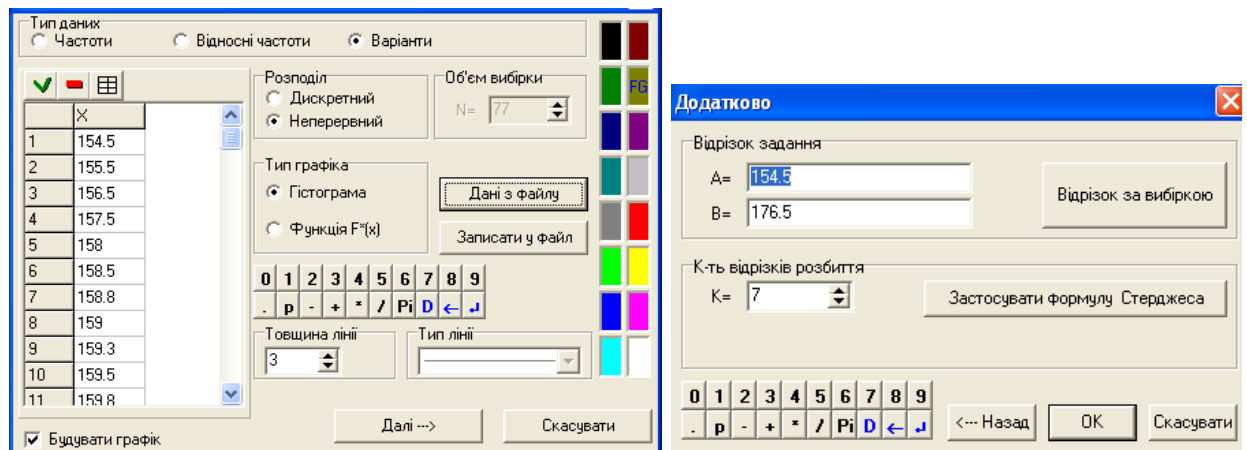 Тип даних
Частоти Відносні частоти Варіанти
X
1 154.5
2 155.5
3 156.5
4 157.5
5 158
6 158.5
7 158.8
8 159
9 159.3
10 159.5
11 159.8
Будувати графік
Розподіл
Дискретний
Неперервний
Об'єм вибірки
N= 77
Тип графіка
Гістограма
Функція F*(x)
Дані з файлу
Записати у файл
0 1 2 3 4 5 6 7 8 9
. p - + * / Pi D ← ↲
Товщина лінії
3
Тип лінії
Далі --->
Скасувати
FG
Додатково
Відрізок задання
A= 154.5
B= 176.5
Відрізок за вибіркою
К-ть відрізків розбиття
K= 7
Застосувати формулу Стерджеса
0 1 2 3 4 5 6 7 8 9
. p - + * / Pi D ← ↲
<--- Назад
OK
Скасувати